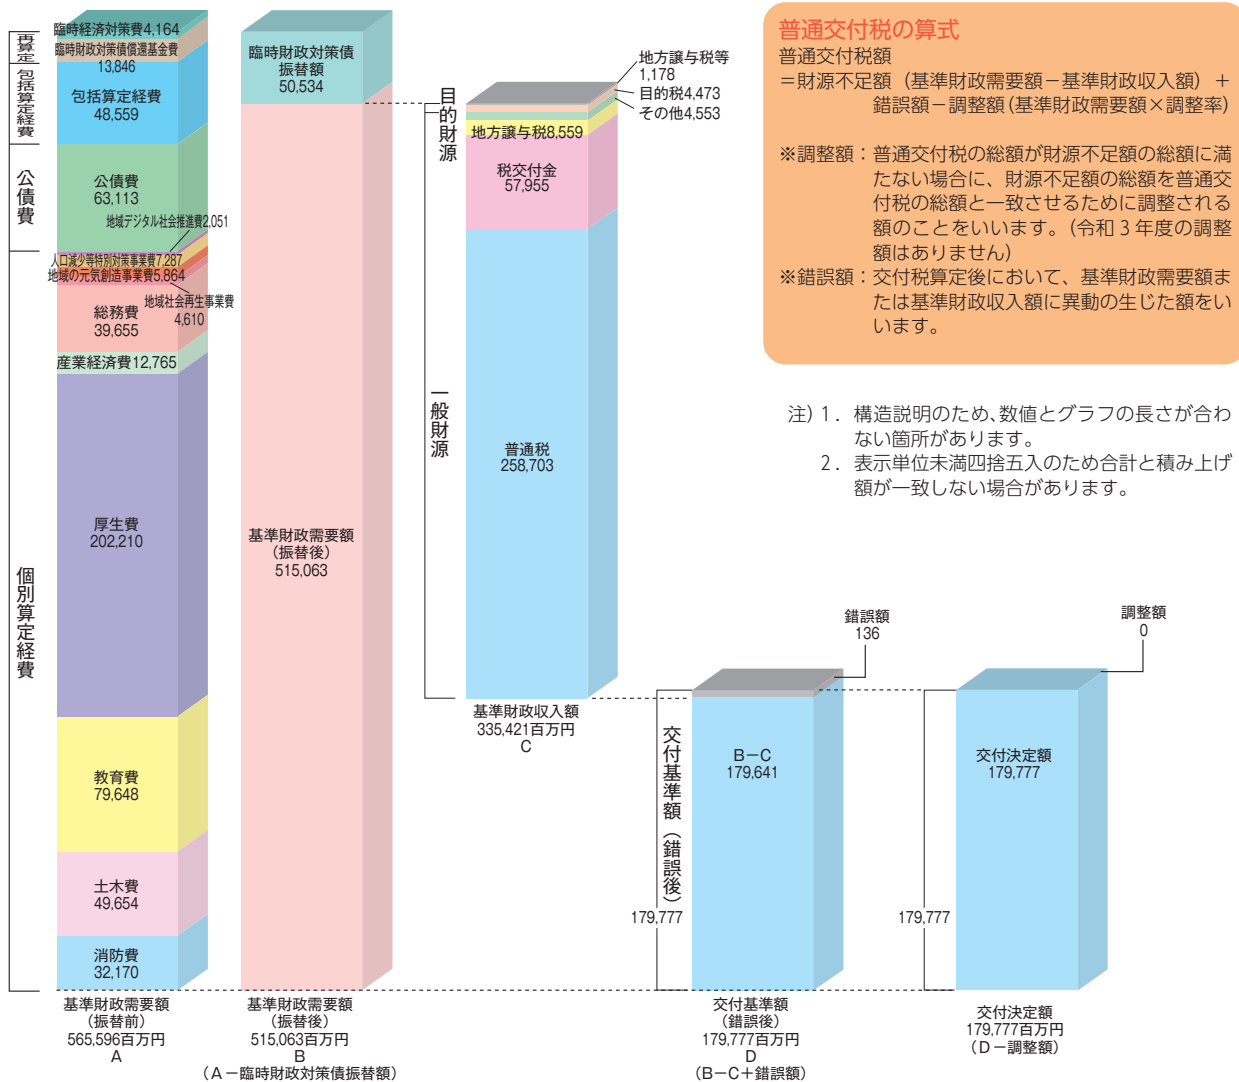 再算定
包括算定経費
公債費
個別算定経費
臨時経済対策費4,164
臨時財政対策債償還基金費
13,846
包括算定経費
48,559
公債費
63,113
地域デジタル社会推進費2,051
人口減少等特別対策事業費7,287
地域の元気創造事業費5,864
地域社会再生事業費
4,610
総務費
39,655
産業経済費12,765
厚生費
202,210
教育費
79,648
土木費
49,654
消防費
32,170
基準財政需要額
（振替前）
565,596百万円
A
臨時財政対策債
振替額
50,534
基準財政需要額
（振替後）
515,063
基準財政需要額
（振替後）
515,063百万円
B
（A－臨時財政対策債振替額）
目的財源
一般財源
地方譲与税等
1,178
目的税4,473
その他4,553
地方譲与税8,559
税交付金
57,955
普通税
258,703
基準財政収入額
335,421百万円
C
錯誤額
136
交付基準額（錯誤後）
179,777
B－C
179,641
交付基準額
（錯誤後）
179,777百万円
D
（B－C＋錯誤額）
調整額
0
179,777
交付決定額
179,777
交付決定額
179,777百万円
（D－調整額）
普通交付税の算式
普通交付税額
＝財源不足額（基準財政需要額－基準財政収入額）＋
錯誤額－調整額（基準財政需要額×調整率）
※調整額：普通交付税の総額が財源不足額の総額に満
たない場合に、財源不足額の総額を普通交
付税の総額と一致させるために調整される
額のことをいいます。（令和３年度の調整
額はありません）
※錯誤額：交付税算定後において、基準財政需要額ま
たは基準財政収入額に異動の生じた額をい
います。
注）１．構造説明のため、数値とグラフの長さが合わ
ない箇所があります。
２．表示単位未満四捨五入のため合計と積み上げ
額が一致しない場合があります。